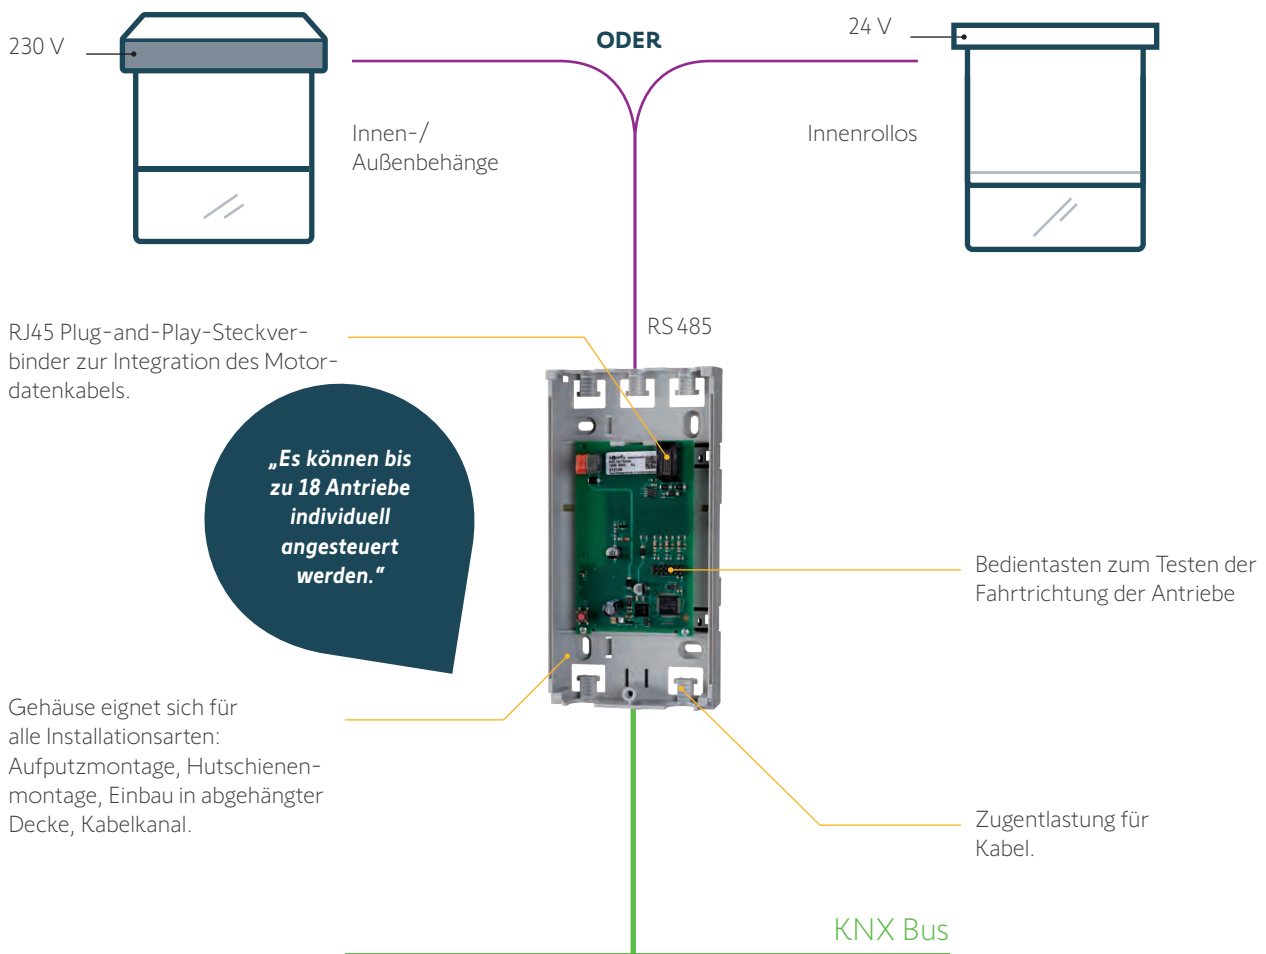 230 V
ODER
24 V
Innen-/
Außenbehänge
Innenrollos
RS 485
RJ45 Plug-and-Play-Steckver-
binder zur Integration des Motor-
datenkabels.
„Es können bis
zu 18 Antriebe
individuell
angesteuert
werden.“
Bedientasten zum Testen der
Fahrtrichtung der Antriebe
Gehäuse eignet sich für
alle Installationsarten:
Aufputzmontage, Hutschienen-
montage, Einbau in abgehängter
Decke, Kabelkanal.
Zugentlastung für
Kabel.
KNX Bus